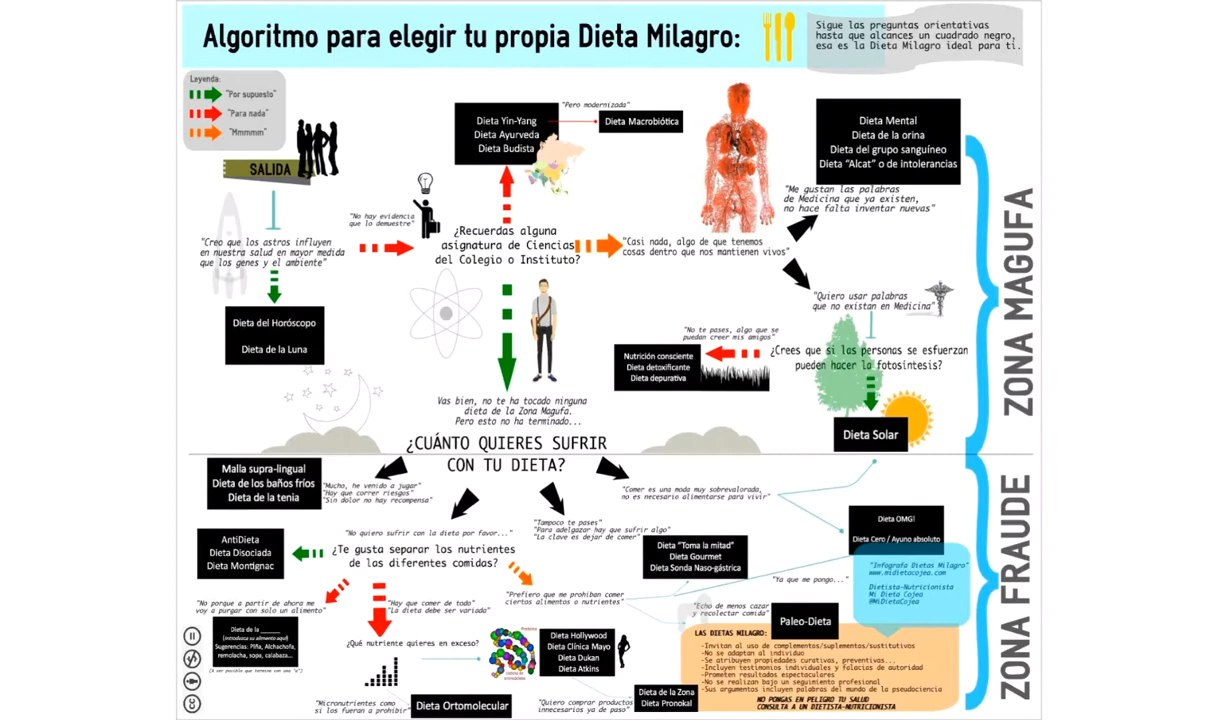 Algoritmo para elegir tu propia Dieta Milagro:
Sigue las preguntas orientativas
hasta que alcances un cuadrado negro,
esa es la Dieta Milagro ideal para ti.
Leyenda:
"Por supuesto"
"Para nada"
"Mmmmm"
SALIDA
"Creo que los astros influyen
en nuestra salud en mayor medida
que los genes y el ambiente"
Dieta del Horóscopo
Dieta de la Luna
"No hay evidencia
que lo demuestre"
¿Recuerdas alguna
asignatura de Ciencias
del Colegio o Instituto?
Dieta Yin-Yang
Dieta Ayurveda
Dieta Budista
"Pero modernizada"
Dieta Macrobiótica
"Casi nada, algo de que tenemos
cosas dentro que nos mantienen vivos"
Dieta Mental
Dieta de la orina
Dieta del grupo sanguíneo
Dieta "Alcat" o de intolerancias
"Me gustan las palabras
de Medicina que ya existen,
no hace falta inventar nuevas"
"Quiero usar palabras
que no existan en Medicina"
¿Crees que si las personas se esfuerzan
pueden hacer la fotosíntesis?
"No te pases, algo que se
puedan creer mis amigos"
Nutrición consciente
Dieta detoxificante
Dieta depurativa
Dieta Solar
ZONA MAGUFA
Vas bien, no te ha tocado ninguna
dieta de la Zona Magufa.
Pero esto no ha terminado...
¿CUÁNTO QUIERES SUFRIR
CON TU DIETA?
Malla supra-lingual
Dieta de los baños fríos
Dieta de la tenia
"Mucho, he venido a jugar"
"Hay que correr riesgos"
"Sin dolor no hay recompensa"
"No quiero sufrir con la dieta por favor..."
¿Te gusta separar los nutrientes
de las diferentes comidas?
AntiDieta
Dieta Disociada
Dieta Montignac
"Tampoco te pases"
"Para adelgazar hay que sufrir algo"
"La clave es dejar de comer"
Dieta "Toma la mitad"
Dieta Gourmet
Dieta Sonda Naso-gástrica
"Comer es una moda muy sobrevalorada,
no es necesario alimentarse para vivir"
Dieta OMG!
Dieta Cero / Ayuno absoluto
"No porque a partir de ahora me
voy a purgar con solo un alimento"
Dieta de la ______
(Introduzca su alimento aquí)
Sugerencias: Piña, Alchachofa,
remolacha, sopa, calabaza...
(A ser posible que termine con una "a")
"Hay que comer de todo"
"La dieta debe ser variada"
¿Qué nutriente quieres en exceso?
"Micronutrientes como
si los fueran a prohibir"
Dieta Ortomolecular
Dieta Hollywood
Dieta Clínica Mayo
Dieta Dukan
Dieta Atkins
"Quiero comprar productos
innecesarios ya de paso"
Dieta de la Zona
Dieta Pronokal
"Prefiero que me prohiban comer
ciertos alimentos o nutrientes"
"Ya que me pongo..."
"Echo de menos cazar
y recolectar comida"
Paleo-Dieta
"Infografía Dietas Milagro"
www.midietacojea.com
Dietista-Nutricionista
Mi Dieta Cojea
@MiDietaCojea
LAS DIETAS MILAGRO:
-Invitan al uso de complementos/suplementos/sustitutivos
-No se adaptan al individuo
-Se atribuyen propiedades curativas, preventivas...
-Incluyen testimonios individuales y falacias de autoridad
-Prometen resultados espectaculares
-No se realizan bajo un seguimiento profesional
-Sus argumentos incluyen palabras del mundo de la pseudociencia
NO PONGAS EN PELIGRO TU SALUD
CONSULTA A UN DIETISTA-NUTRICIONISTA
ZONA FRAUDE